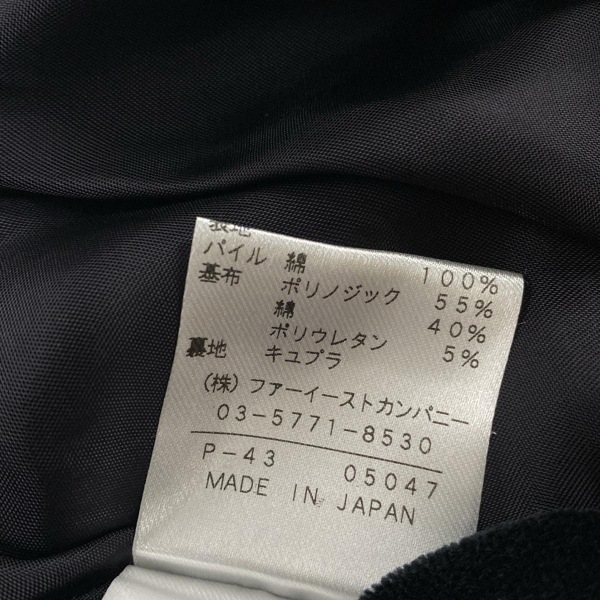 表地
パイル 綿 100%
基布 ポリノジック 55%
綿 40%
ポリウレタン 5%
裏地 キュプラ
(株)ファーイーストカンパニー
03-5771-8530
P-43 05047
MADE IN JAPAN